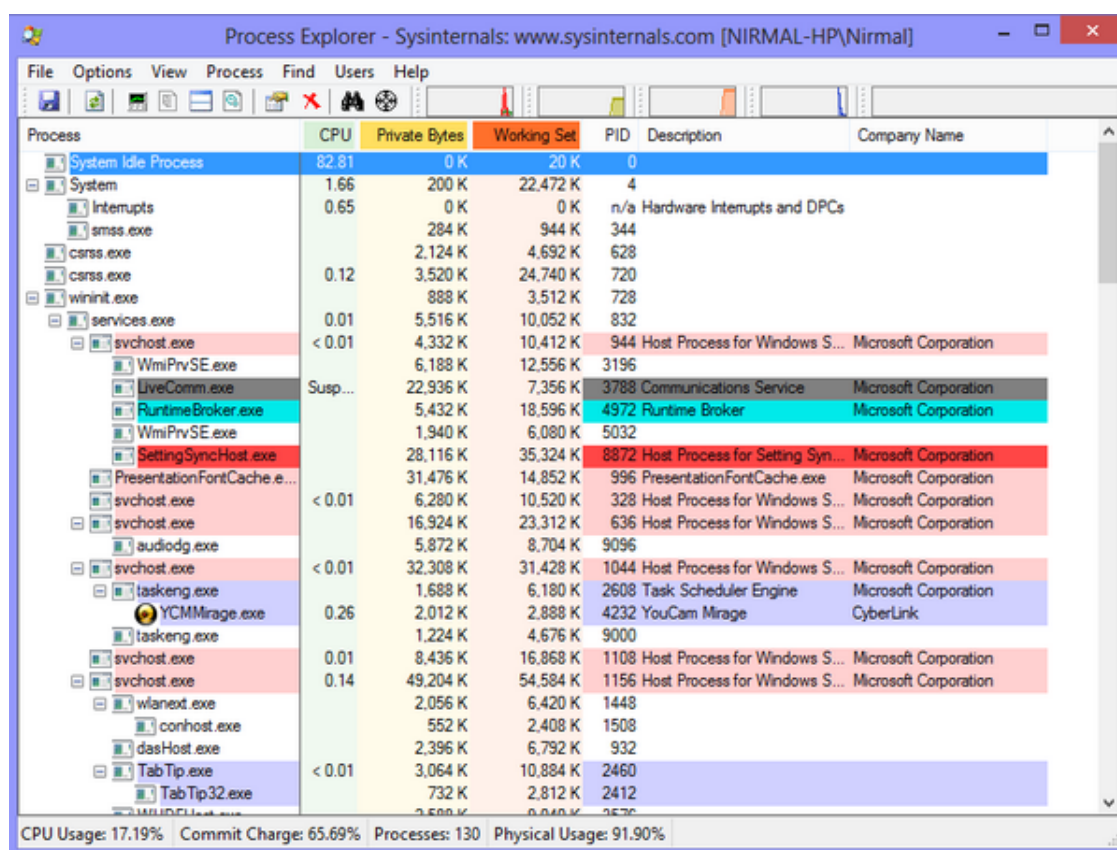 Process Explorer - Sysinternals: www.sysinternals.com [NIRMAL-HP\Nirmal]
File Options View Process Find Users Help
Process CPU Private Bytes Working Set PID Description Company Name
System Idle Process 82.81 0 K 20 K 0
System 1.66 200 K 22,472 K 4
Interrupts 0.65 0 K 0 K n/a Hardware Interrupts and DPCs
smss.exe 284 K 944 K 344
csrss.exe 2,124 K 4,692 K 628
csrss.exe 0.12 3,520 K 24,740 K 720
wininit.exe 888 K 3,512 K 728
services.exe 0.01 5,516 K 10,052 K 832
svchost.exe < 0.01 4,332 K 10,412 K 944 Host Process for Windows S... Microsoft Corporation
WmiPrvSE.exe 6,188 K 12,556 K 3196
LiveComm.exe Susp... 22,936 K 7,356 K 3788 Communications Service Microsoft Corporation
RuntimeBroker.exe 5,432 K 18,596 K 4972 Runtime Broker Microsoft Corporation
WmiPrvSE.exe 1,940 K 6,080 K 5032
SettingSyncHost.exe 28,116 K 35,324 K 8872 Host Process for Setting Syn... Microsoft Corporation
PresentationFontCache.e... 31,476 K 14,852 K 996 PresentationFontCache.exe Microsoft Corporation
svchost.exe < 0.01 6,280 K 10,520 K 328 Host Process for Windows S... Microsoft Corporation
svchost.exe 16,924 K 23,312 K 636 Host Process for Windows S... Microsoft Corporation
audiodg.exe 5,872 K 8,704 K 9096
svchost.exe < 0.01 32,308 K 31,428 K 1044 Host Process for Windows S... Microsoft Corporation
taskeng.exe 1,688 K 6,180 K 2608 Task Scheduler Engine Microsoft Corporation
YCMMirage.exe 0.26 2,012 K 2,888 K 4232 YouCam Mirage CyberLink
taskeng.exe 1,224 K 4,676 K 9000
svchost.exe 0.01 8,436 K 16,868 K 1108 Host Process for Windows S... Microsoft Corporation
svchost.exe 0.14 49,204 K 54,584 K 1156 Host Process for Windows S... Microsoft Corporation
wlanext.exe 2,056 K 6,420 K 1448
conhost.exe 552 K 2,408 K 1508
dasHost.exe 2,396 K 6,792 K 932
TabTip.exe < 0.01 3,064 K 10,884 K 2460
TabTip32.exe 732 K 2,812 K 2412
CPU Usage: 17.19% Commit Charge: 65.69% Processes: 130 Physical Usage: 91.90%